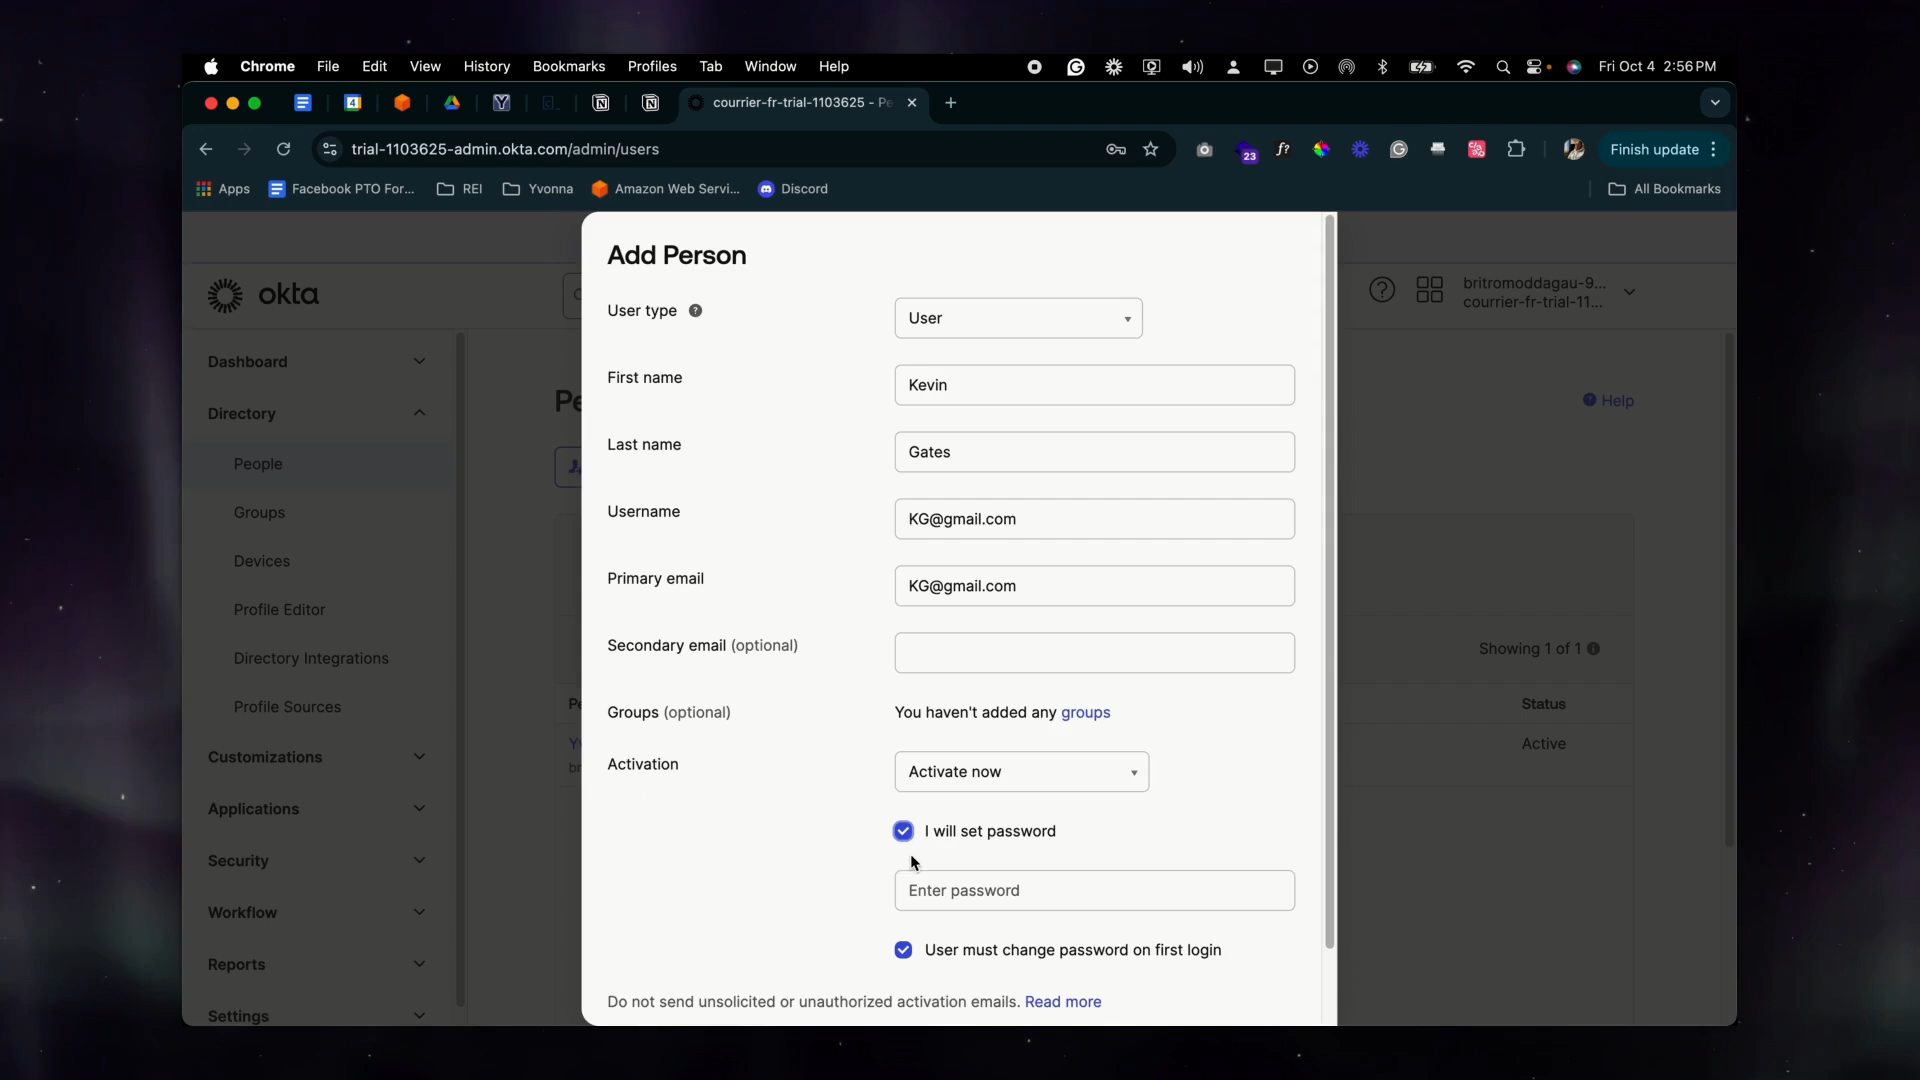 Chrome File Edit View History Bookmarks Profiles Tab Window Help Fri Oct 4 2:56 PM
4 courrier-fr-trial-1103625 - Pe
trial-1103625-admin.okta.com/admin/users 23 f? Finish update
Apps Facebook PTO For... REI Yvonna Amazon Web Servi... Discord All Bookmarks
Add Person
okta
britromoddagau-9...
courrier-fr-trial-11...
User type User
Dashboard
First name Kevin
Directory
Pe
Help
Last name Gates
People
Groups
Username KG@gmail.com
Devices
Primary email KG@gmail.com
Profile Editor
Secondary email (optional)
Showing 1 of 1
Directory Integrations
Profile Sources
Pe
Status
Groups (optional) You haven't added any groups
Y
br
Active
Customizations
Activation Activate now
Applications
I will set password
Security
Enter password
Workflow
User must change password on first login
Reports
Do not send unsolicited or unauthorized activation emails. Read more
Settings